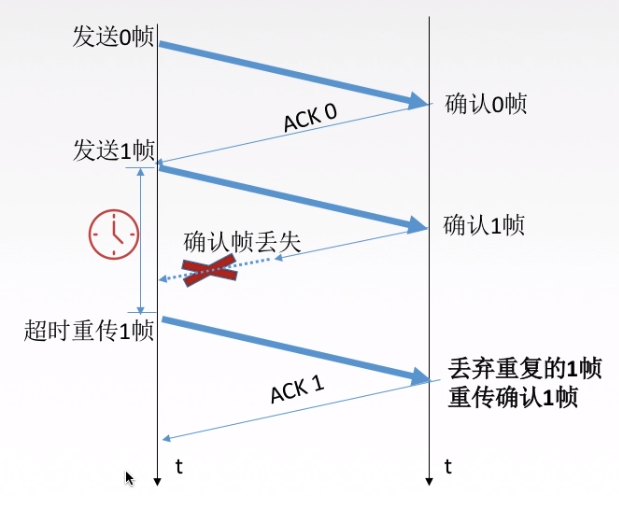 发送0帧
ACK 0
确认0帧
发送1帧
确认1帧
确认帧丢失
超时重传1帧
丢弃重复的1帧
重传确认1帧
ACK 1
t
t